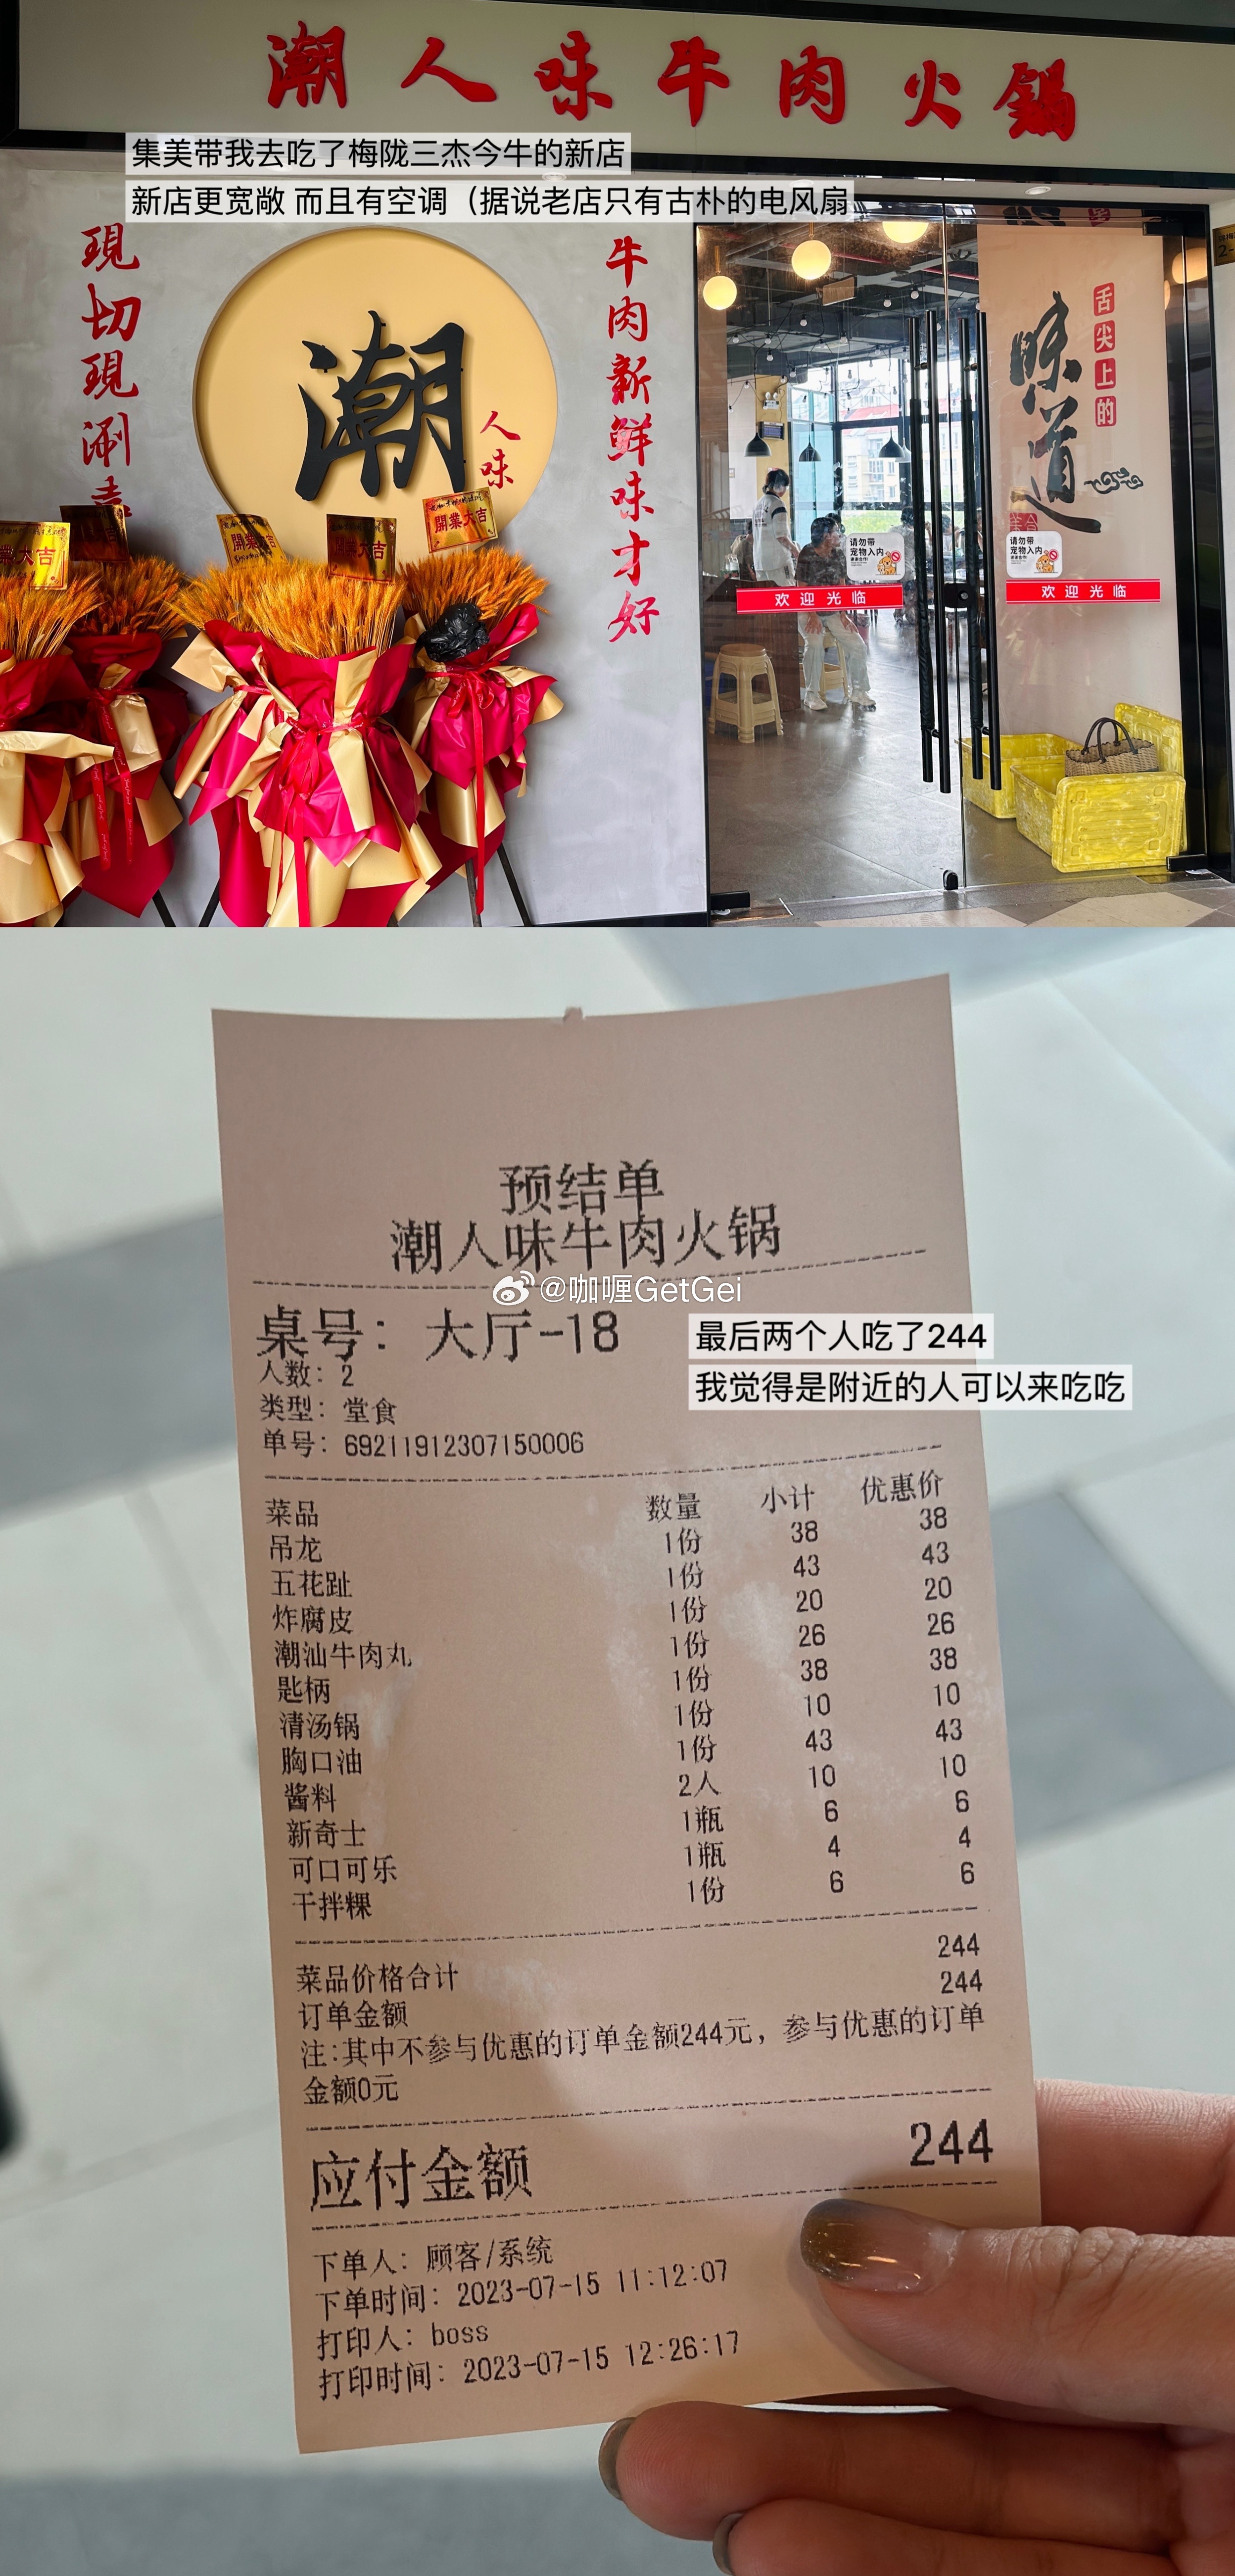 潮人味牛肉火鍋
集美带我去吃了梅陇三杰今牛的新店
新店更宽敞 而且有空调（据说老店只有古朴的电风扇
現切現涮
潮
人味
牛肉新鮮味才好
舌尖上的
味道
開業大吉
開業大吉
開業大吉
開業大吉
请勿带
宠物入内
请勿带
宠物入内
欢迎光临
欢迎光临
预结单
潮人味牛肉火锅
@咖喱GetGei
桌号：大厅-18
最后两个人吃了244
人数：2
我觉得是附近的人可以来吃吃
类型：堂食
单号：69211912307150006
菜品 数量 小计 优惠价
吊龙 1份 38 38
五花趾 1份 43 43
炸腐皮 1份 20 20
潮汕牛肉丸 1份 26 26
匙柄 1份 38 38
清汤锅 1份 10 10
胸口油 1份 43 43
酱料 2人 10 10
新奇士 1瓶 6 6
可口可乐 1瓶 4 4
干拌粿 1份 6 6
菜品价格合计 244
订单金额 244
注:其中不参与优惠的订单金额244元，参与优惠的订单
金额0元
应付金额 244
下单人：顾客/系统
下单时间：2023-07-15 11:12:07
打印人：boss
打印时间：2023-07-15 12:26:17